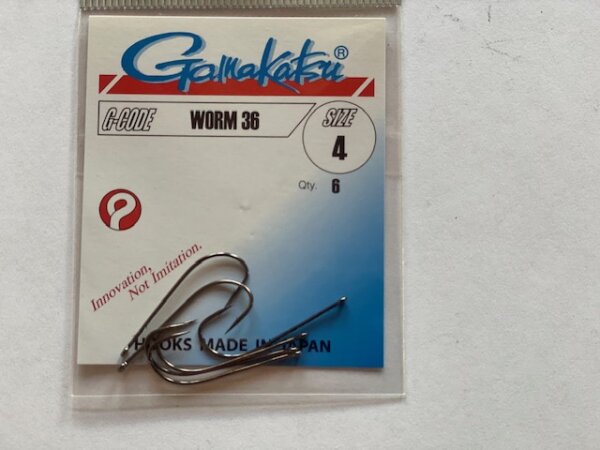 Gamakatsu®
G-CODE WORM 36 SIZE
4
Qty. 6
Innovation,
Not Imitation.
HOOKS MADE IN JAPAN